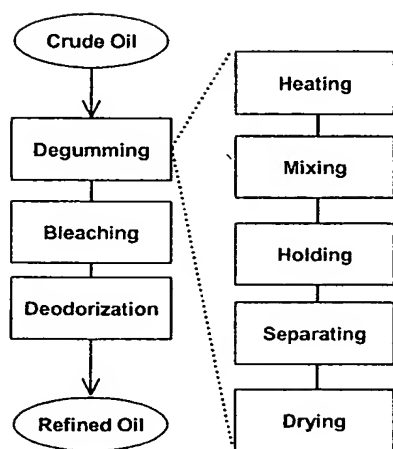 Crude Oil
Degumming
Bleaching
Deodorization
Refined Oil
Heating
Mixing
Holding
Separating
Drying